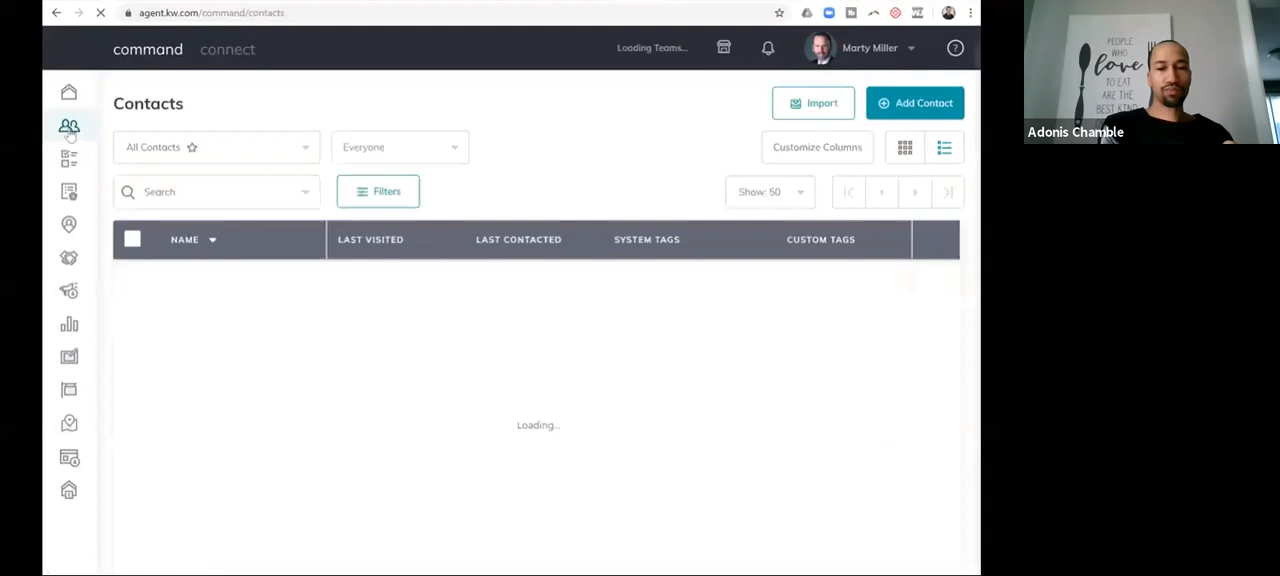 agent.kw.com/command/contacts
command connect Loading Teams... Marty Miller ?
Contacts Import Add Contact
All Contacts Everyone Customize Columns
Search Filters Show: 50
NAME LAST VISITED LAST CONTACTED SYSTEM TAGS CUSTOM TAGS
Loading...
PEOPLE
WHO
love
TO EAT
ARE THE
BEST KIND
Adonis Chamble